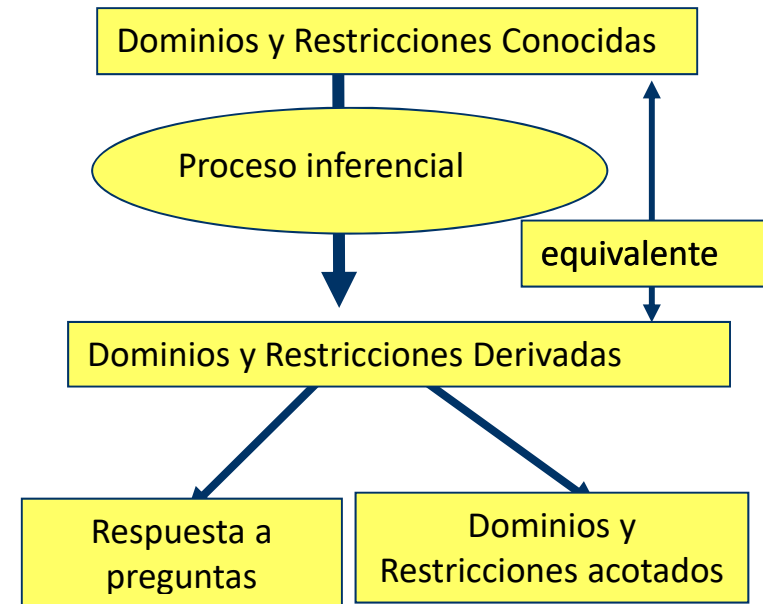 Dominios y Restricciones Conocidas
Proceso inferencial
equivalente
Dominios y Restricciones Derivadas
Respuesta a
preguntas
Dominios y
Restricciones acotados